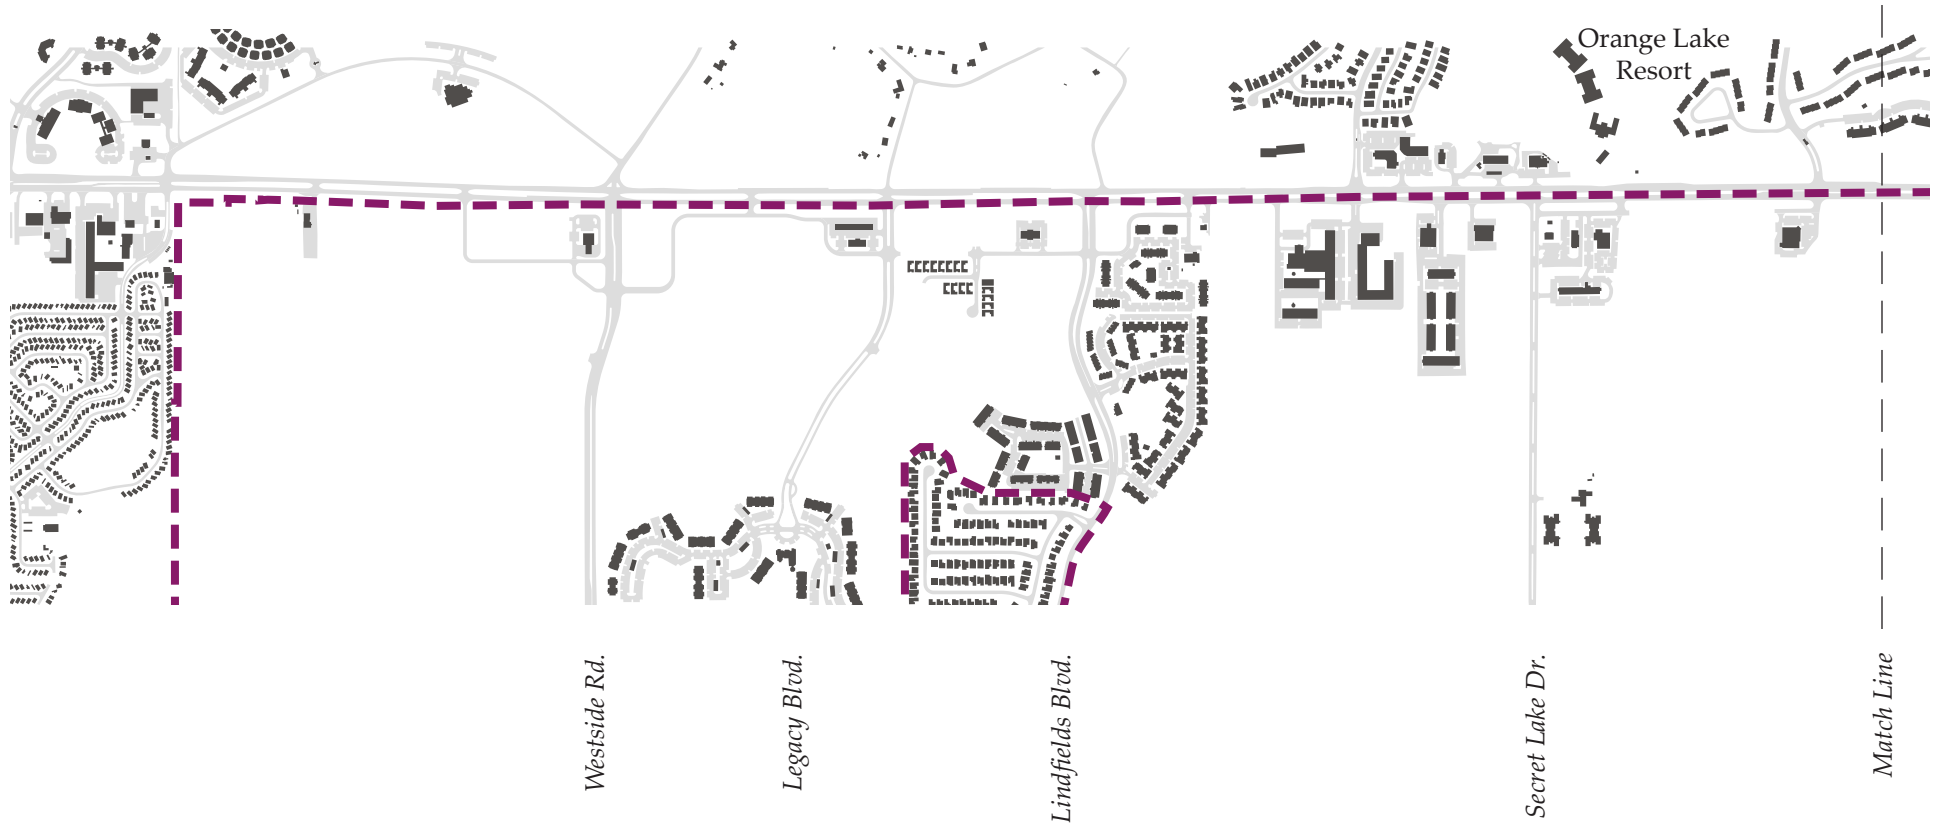 Orange Lake
Resort
Westside Rd.
Legacy Blvd.
Lindfields Blvd.
Secret Lake Dr.
Match Line